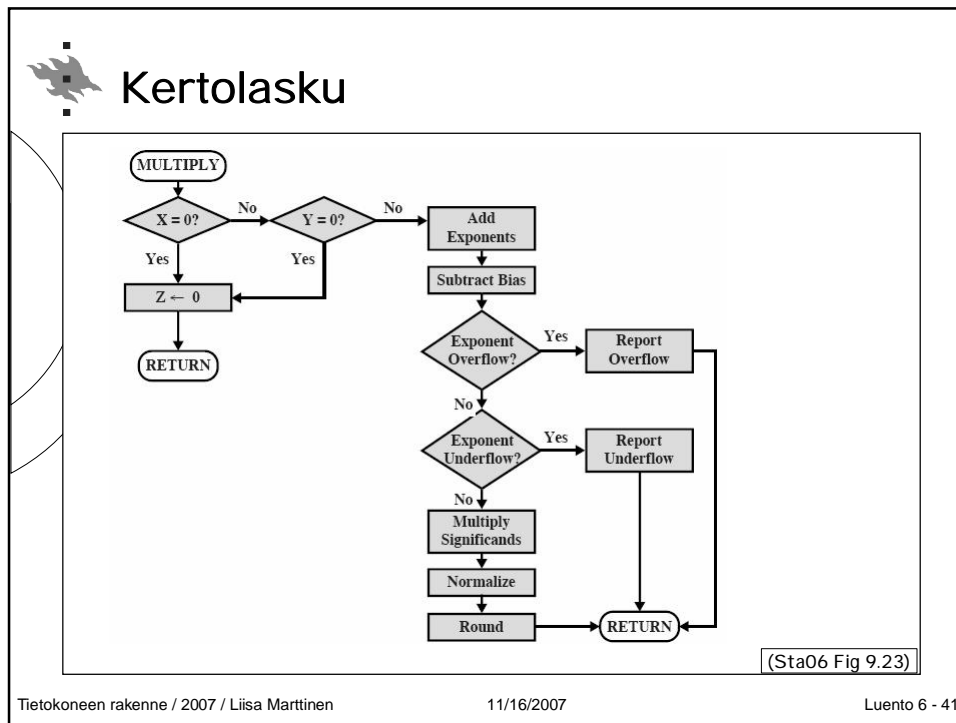 Kertolasku
MULTIPLY
X = 0?
No
Y = 0?
No
Add
Exponents
Yes
Yes
Subtract Bias
Z ← 0
Exponent
Overflow?
Yes
Report
Overflow
RETURN
No
Exponent
Underflow?
Yes
Report
Underflow
No
Multiply
Significands
Normalize
Round
RETURN
(Sta06 Fig 9.23)
Tietokoneen rakenne / 2007 / Liisa Marttinen
11/16/2007
Luento 6 - 41